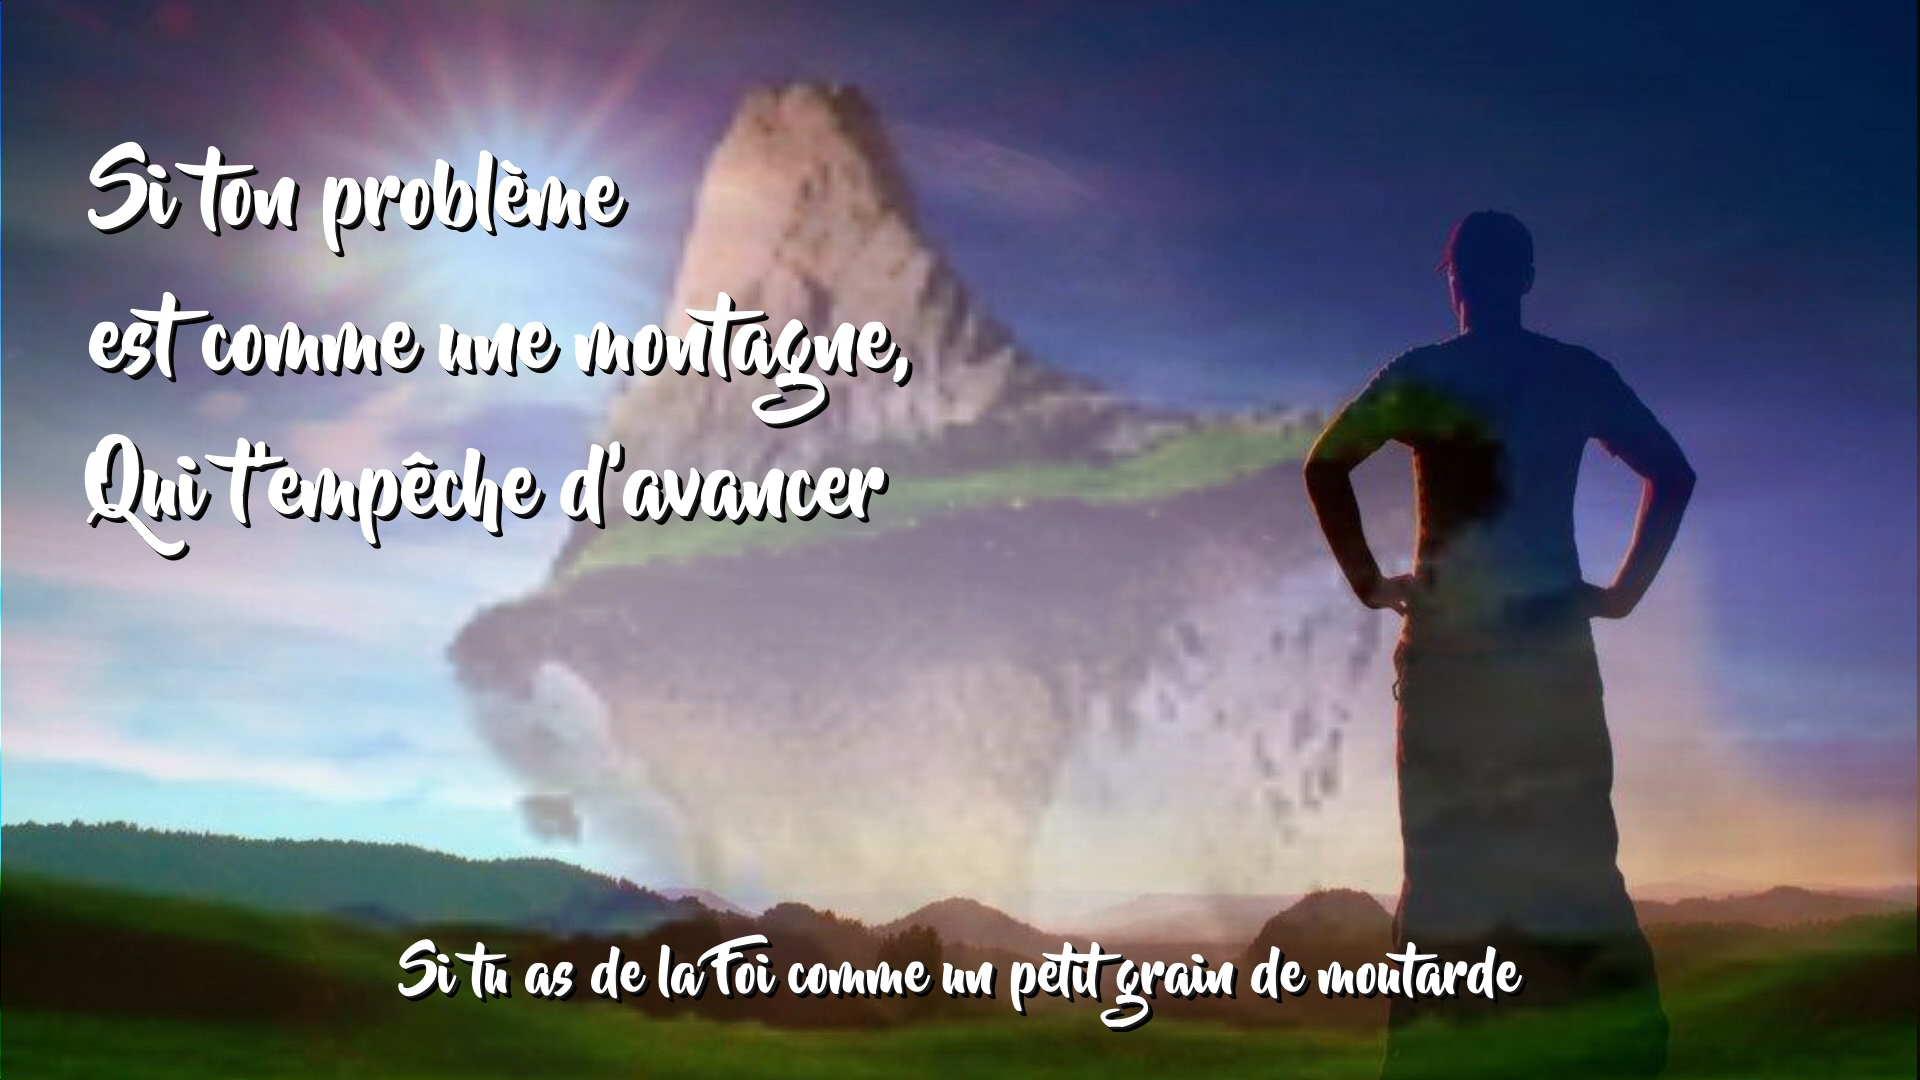 Si ton problème
est comme une montagne,
Qui t'empêche d'avancer
Si tu as de la Foi comme un petit grain de moutarde